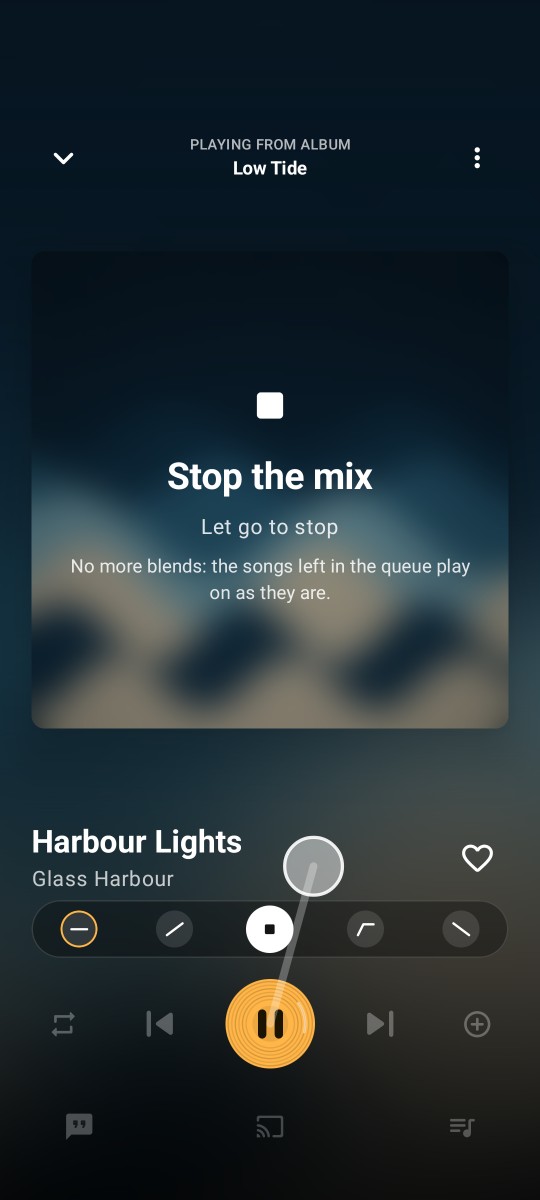 PLAYING FROM ALBUM
Low Tide
Stop the mix
Let go to stop
No more blends: the songs left in the queue play
on as they are.
Harbour Lights
Glass Harbour